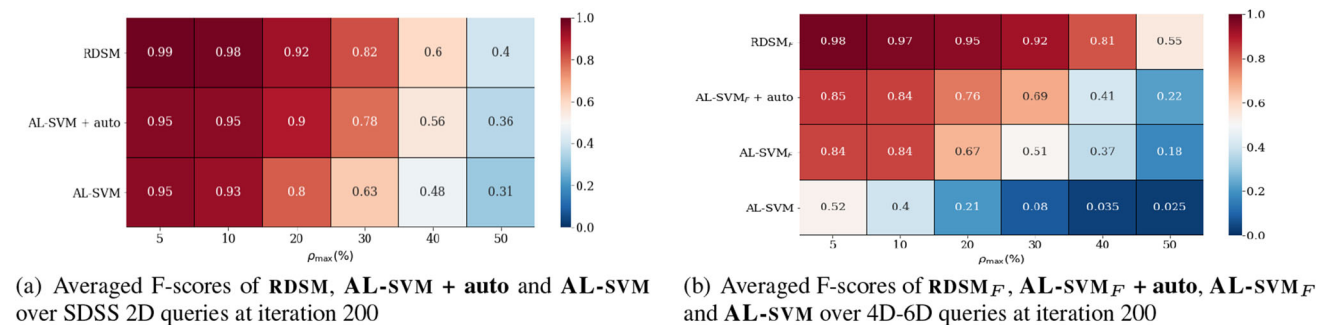 RDSM 0.99 0.98 0.92 0.82 0.6 0.4
AL-SVM + auto 0.95 0.95 0.9 0.78 0.56 0.36
AL-SVM 0.95 0.93 0.8 0.63 0.48 0.31
5 10 20 30 40 50
ρmax(%)
1.0
0.8
0.6
0.4
0.2
0.0
(a) Averaged F-scores of RDSM, AL-SVM + auto and AL-SVM
over SDSS 2D queries at iteration 200
RDSMF 0.98 0.97 0.95 0.92 0.81 0.55
AL-SVMF + auto 0.85 0.84 0.76 0.69 0.41 0.22
AL-SVMF 0.84 0.84 0.67 0.51 0.37 0.18
AL-SVM 0.52 0.4 0.21 0.08 0.035 0.025
5 10 20 30 40 50
ρmax(%)
1.0
0.8
0.6
0.4
0.2
0.0
(b) Averaged F-scores of RDSMF, AL-SVMF + auto, AL-SVMF
and AL-SVM over 4D-6D queries at iteration 200